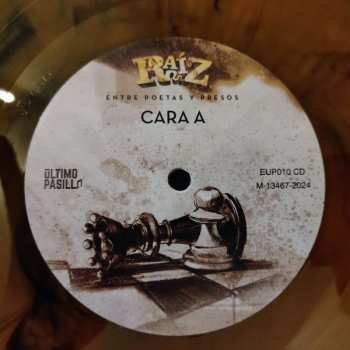 RAÍZ
ENTRE POETAS Y PRESOS
CARA A
ÚLTIMO
PASILLO
EUP010 CD
M-13467-2024